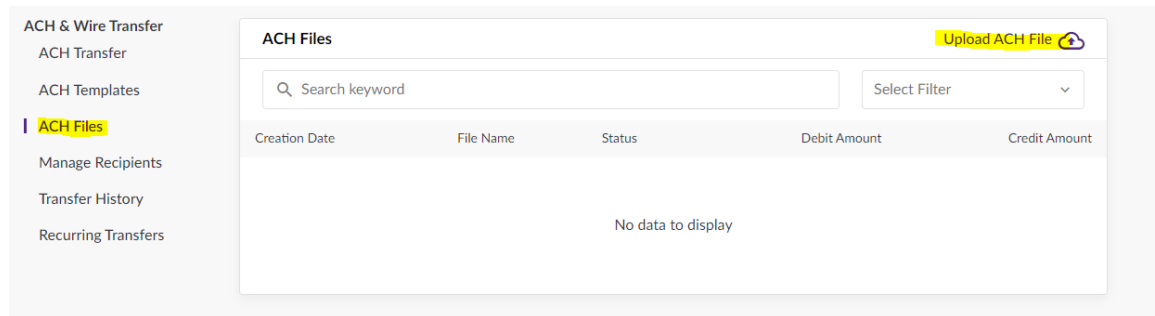 ACH & Wire Transfer
ACH Transfer
ACH Templates
ACH Files
Manage Recipients
Transfer History
Recurring Transfers
ACH Files
Upload ACH File
Search keyword
Select Filter
Creation Date File Name Status Debit Amount Credit Amount
No data to display